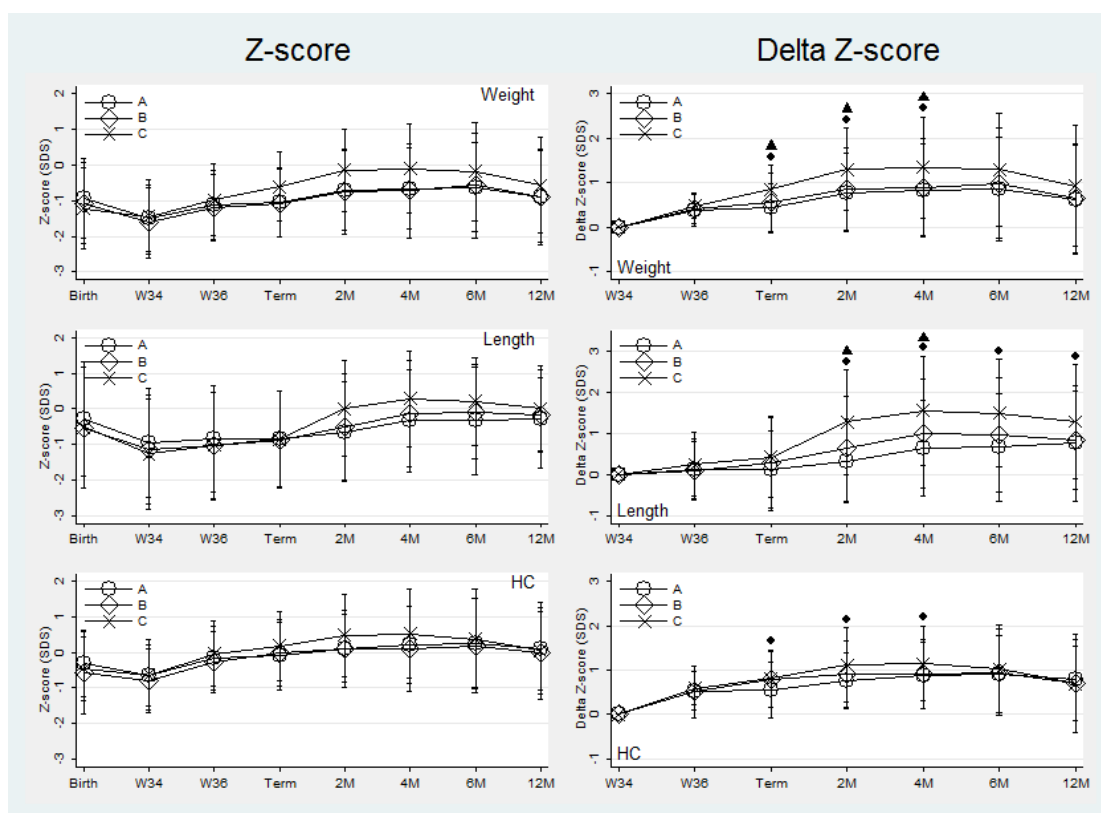 Z-score
Delta Z-score
Weight
A
B
C
Z-score (SDS)
2
1
0
-1
-2
-3
Birth W34 W36 Term 2M 4M 6M 12M
A
B
C
Delta Z-score (SDS)
3
2
1
0
-1
Weight
W34 W36 Term 2M 4M 6M 12M
Length
A
B
C
Z-score (SDS)
2
1
0
-1
-2
-3
Birth W34 W36 Term 2M 4M 6M 12M
A
B
C
Delta Z-score (SDS)
3
2
1
0
-1
Length
W34 W36 Term 2M 4M 6M 12M
HC
A
B
C
Z-score (SDS)
2
1
0
-1
-2
-3
Birth W34 W36 Term 2M 4M 6M 12M
A
B
C
Delta Z-score (SDS)
3
2
1
0
-1
HC
W34 W36 Term 2M 4M 6M 12M